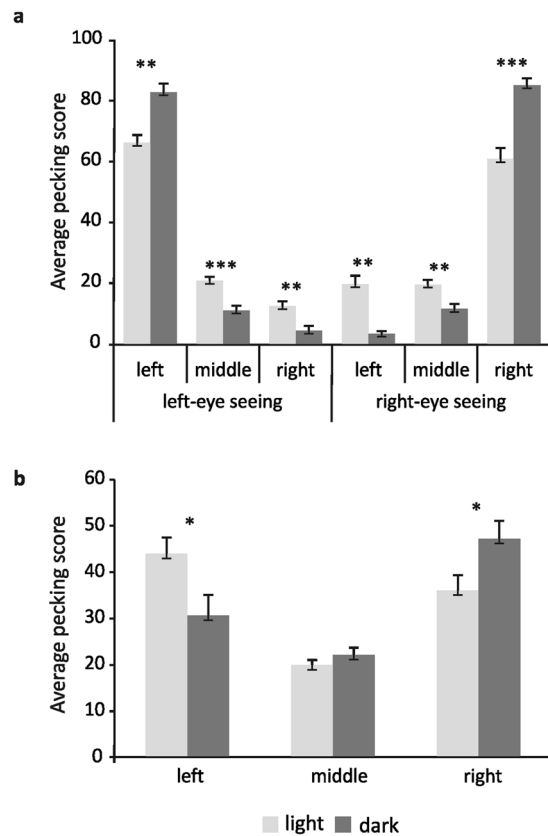 a
Average pecking score
100
80
60
40
20
0
** *** ** ** ** ***
left middle right left middle right
left-eye seeing right-eye seeing
b
Average pecking score
60
50
40
30
20
10
0
* *
left middle right
light dark